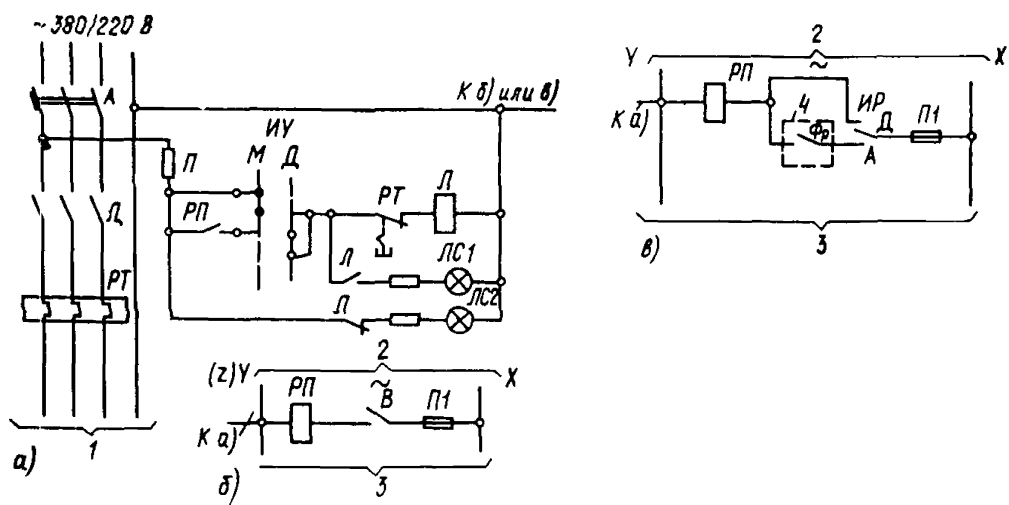 ~ 380/220 В
А
К б) или в)
ИУ
М
Д
П
РП
РТ
Л
Л
РТ
Л
ЛС1
Л
ЛС2
1
а)
2
(г) У
Х
~
РП
В
П1
К а)
3
б)
2
У
Х
~
РП
4
ИР
Д
П1
К а)
Фр
А
3
в)